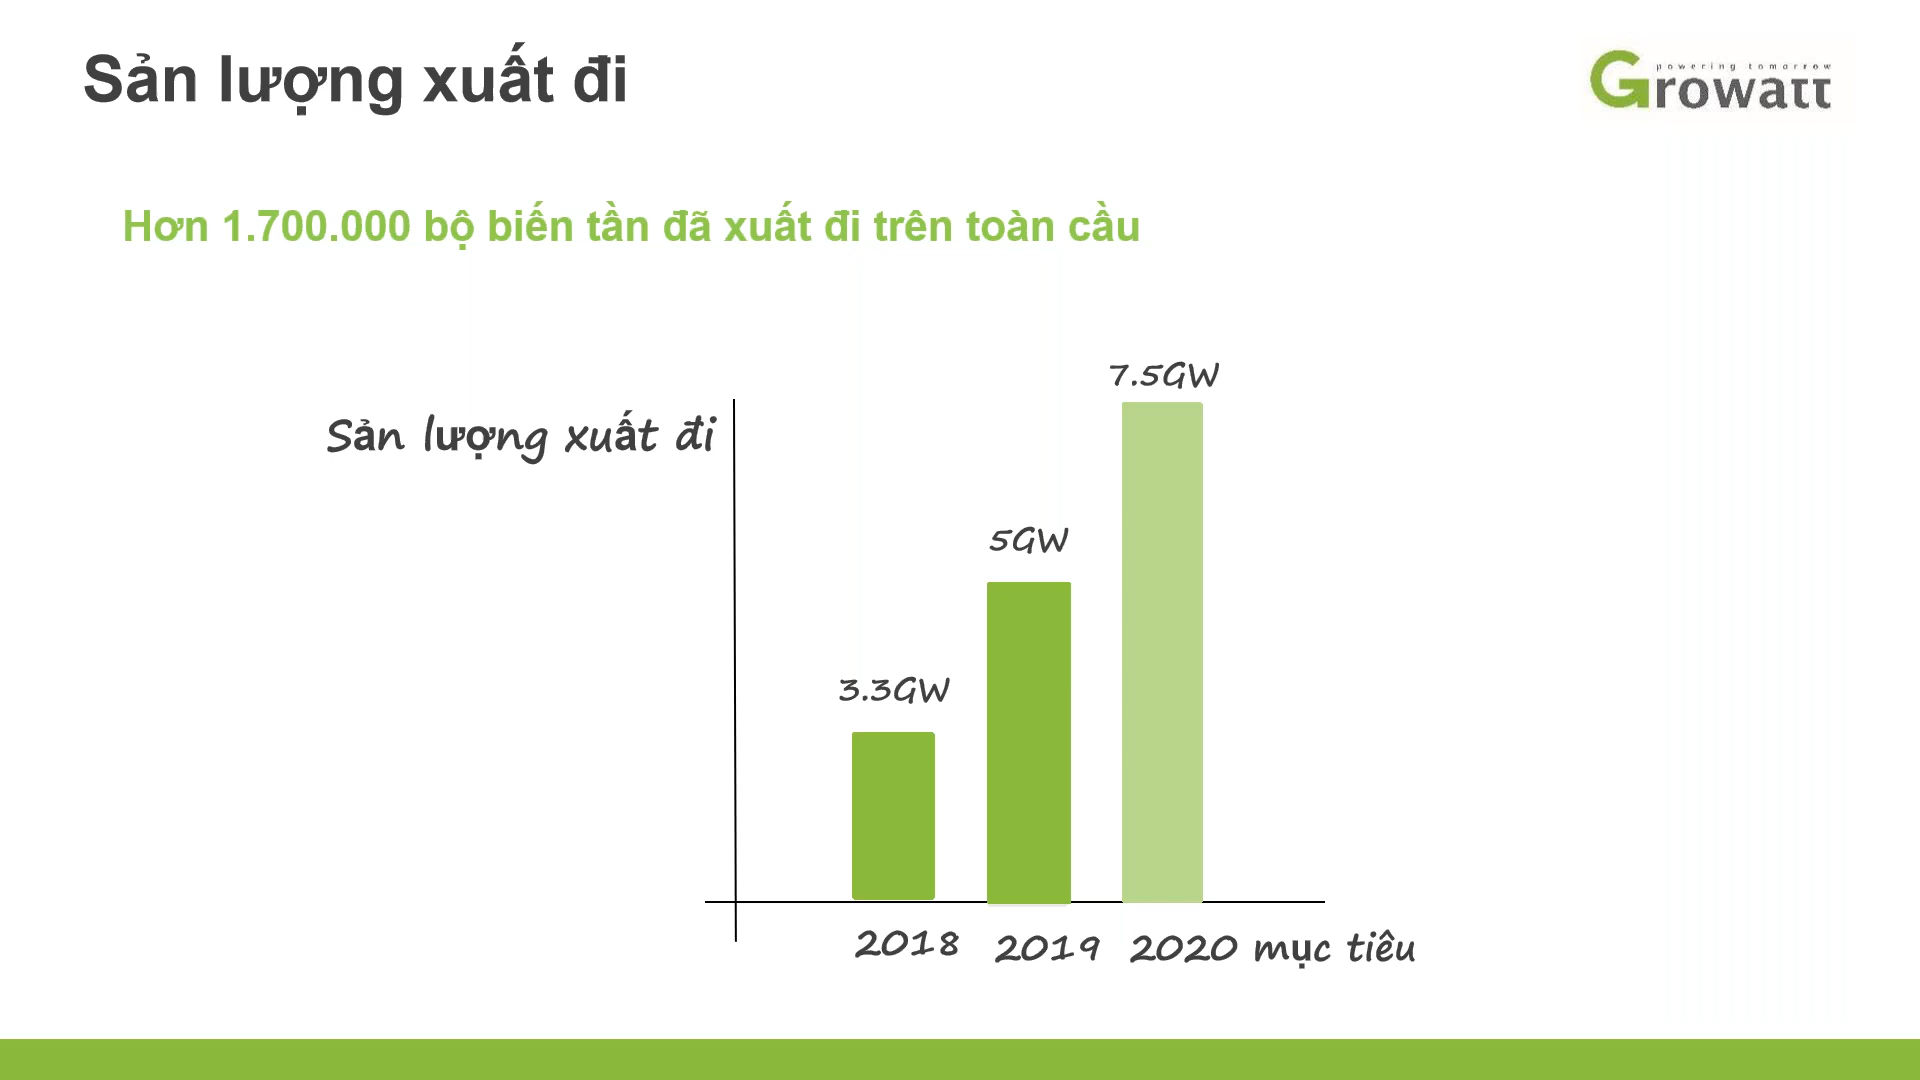 Sản lượng xuất đi
powering tomorrow
Growatt
Hơn 1.700.000 bộ biến tần đã xuất đi trên toàn cầu
7.5GW
Sản lượng xuất đi
5GW
3.3GW
2018 2019 2020 mục tiêu